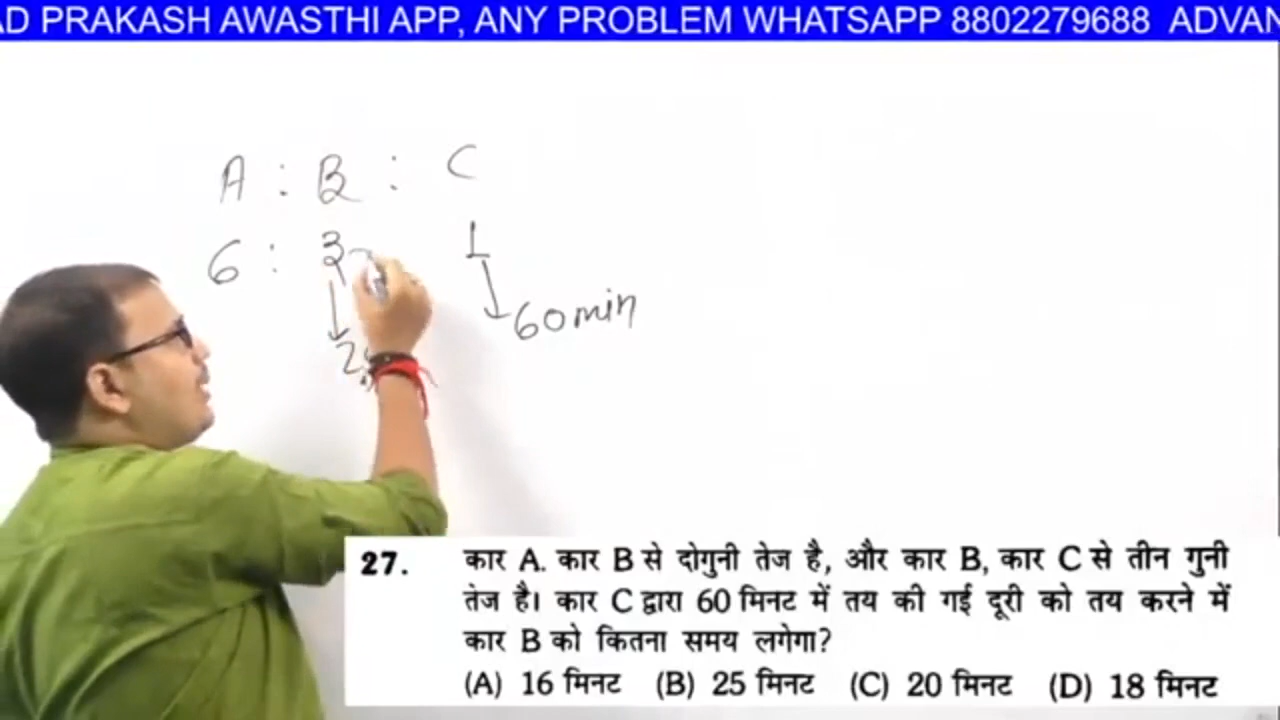 AD PRAKASH AWASTHI APP, ANY PROBLEM WHATSAPP 8802279688 ADVAN
A : B : C
6 : 3 1
60min
27. कार A. कार B से दोगुनी तेज है, और कार B, कार C से तीन गुनी
तेज है। कार C द्वारा 60 मिनट में तय की गई दूरी को तय करने में
कार B को कितना समय लगेगा?
(A) 16 मिनट (B) 25 मिनट (C) 20 मिनट (D) 18 मिनट